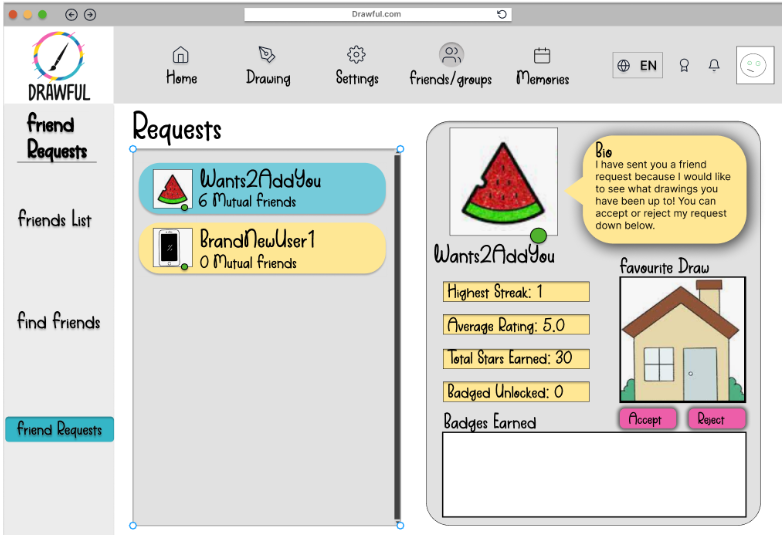 Drawful.com
DRAWFUL
Home
Drawing
Settings
friends/groups
Memories
EN
friend
Requests
friends List
find friends
friend Requests
Requests
Wants2AddYou
6 Mutual friends
BrandNewUser1
0 Mutual friends
Bio
I have sent you a friend
request because I would like
to see what drawings you
have been up to! You can
accept or reject my request
down below.
Wants2AddYou
Highest Streak: 1
Average Rating: 5.0
Total Stars Earned: 30
Badged Unlocked: 0
favourite Draw
Accept
Reject
Badges Earned